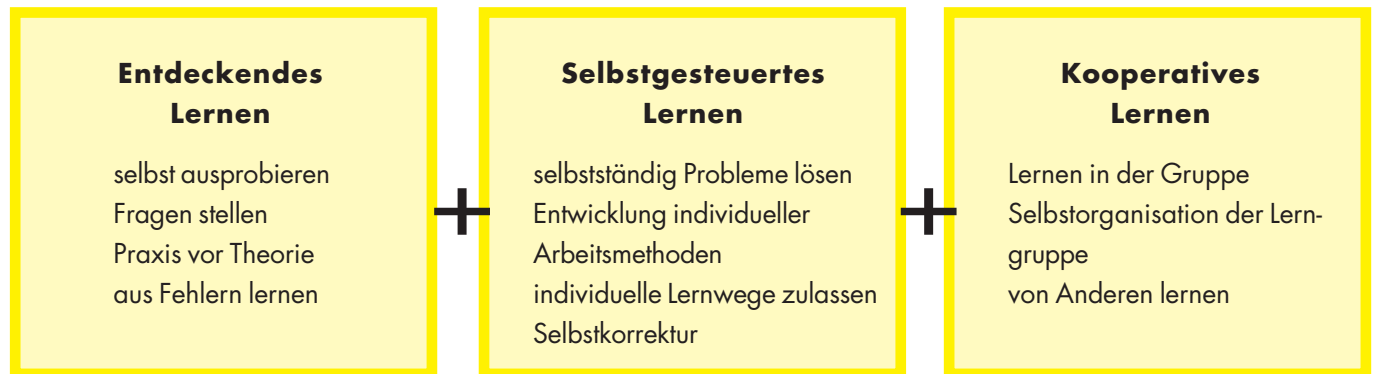 Entdeckendes
Lernen
selbst ausprobieren
Fragen stellen
Praxis vor Theorie
aus Fehlern lernen
+
Selbstgesteuertes
Lernen
selbstständig Probleme lösen
Entwicklung individueller
Arbeitsmethoden
individuelle Lernwege zulassen
Selbstkorrektur
+
Kooperatives
Lernen
Lernen in der Gruppe
Selbstorganisation der Lern-
gruppe
von Anderen lernen